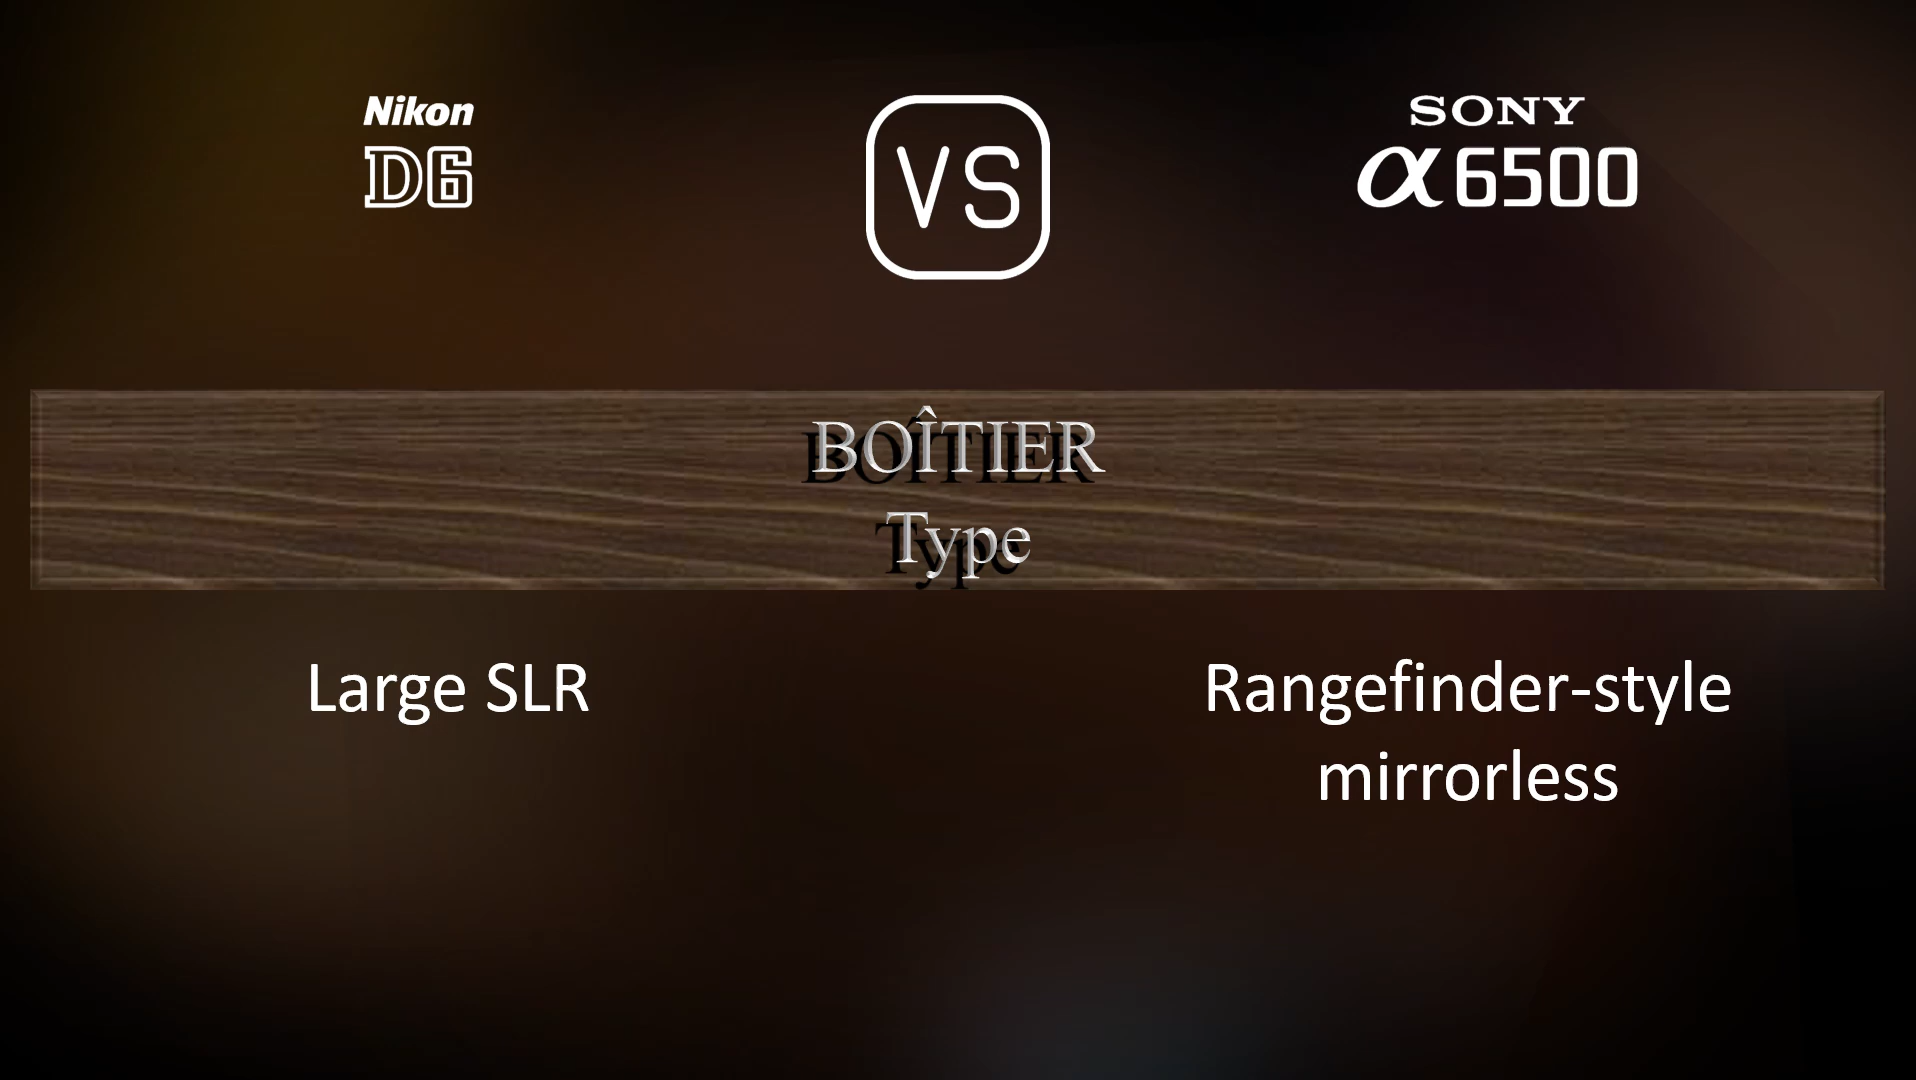 Nikon
D6
VS
SONY
α6500
BOÎTIER
Type
Large SLR
Rangefinder-style
mirrorless